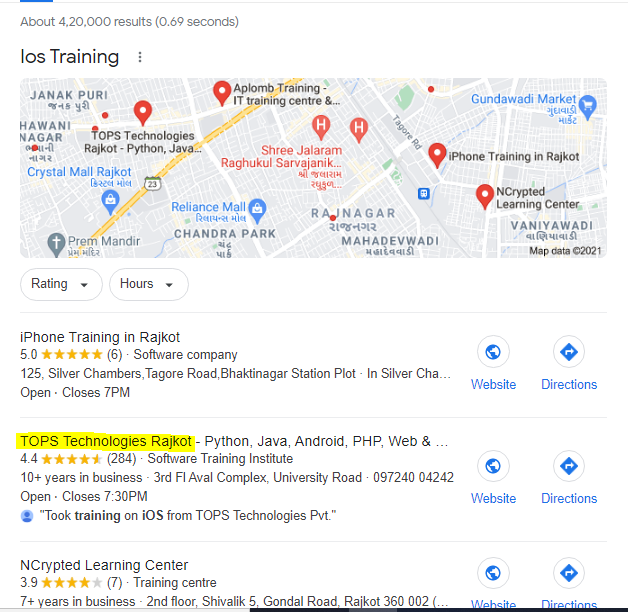 About 4,20,000 results (0.69 seconds)
Ios Training
JANAK PURI
જનક પુરી
Aplomb Training -
IT training centre &...
Gundawadi Market
ગુંદાવાડી
માર્કેટ
HAWANI
NAGAR
ભવાની
નગર
TOPS Technologies
Rajkot - Python, Java...
Tagore Rd
Shree Jalaram
Raghukul Sarvajanik...
શ્રી જલારામ
રઘુકુળ...
iPhone Training in Rajkot
Crystal Mall Rajkot
ક્રિસ્ટલ મોલ
23
NCrypted
Learning Center
Reliance Mall
રિલાયન્સ મોલ
RAJNAGAR
રાજનગર
CHANDRA PARK
ચંદ્ર
પાર્ક
VANIYAWADI
વાણિયાવાડી
Prem Mandir
પ્રેમ મંદિર
MAHADEVWADI
મહાદેવવાડી
Map data ©2021
Rating
Hours
iPhone Training in Rajkot
5.0 (6) · Software company
125, Silver Chambers,Tagore Road,Bhaktinagar Station Plot · In Silver Cha...
Open · Closes 7PM
Website
Directions
TOPS Technologies Rajkot - Python, Java, Android, PHP, Web & ...
4.4 (284) · Software Training Institute
10+ years in business · 3rd Fl Aval Complex, University Road · 097240 04242
Open · Closes 7:30PM
"Took training on iOS from TOPS Technologies Pvt."
Website
Directions
NCrypted Learning Center
3.9 (7) · Training centre
7+ years in business · 2nd floor, Shivalik 5, Gondal Road, Rajkot 360 002 (...
Website
Directions